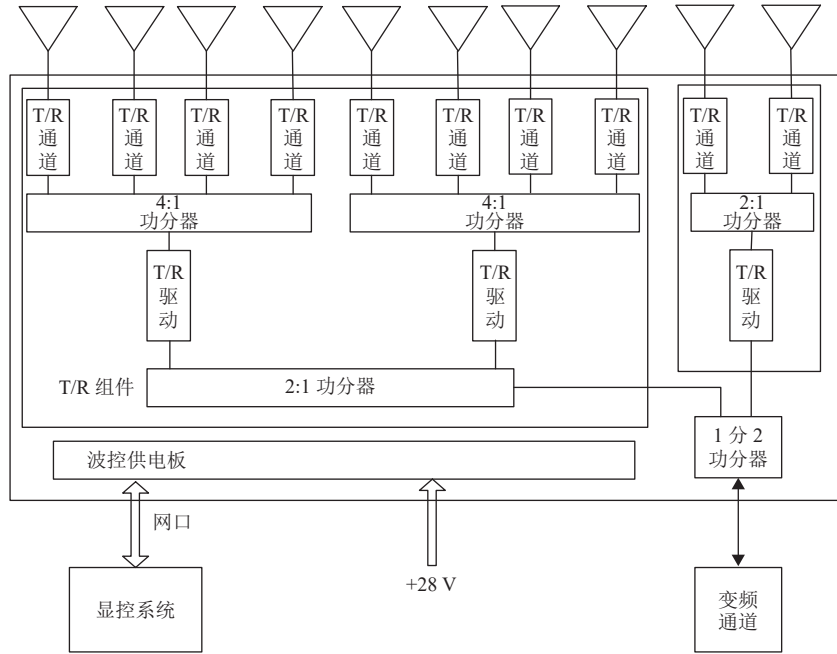 T/R
通道
T/R
通道
T/R
通道
T/R
通道
T/R
通道
T/R
通道
T/R
通道
T/R
通道
T/R
通道
T/R
通道
4:1
功分器
4:1
功分器
2:1
功分器
T/R
驱动
T/R
驱动
T/R
驱动
T/R 组件
2:1 功分器
1 分 2
功分器
波控供电板
网口
+28 V
显控系统
变频
通道